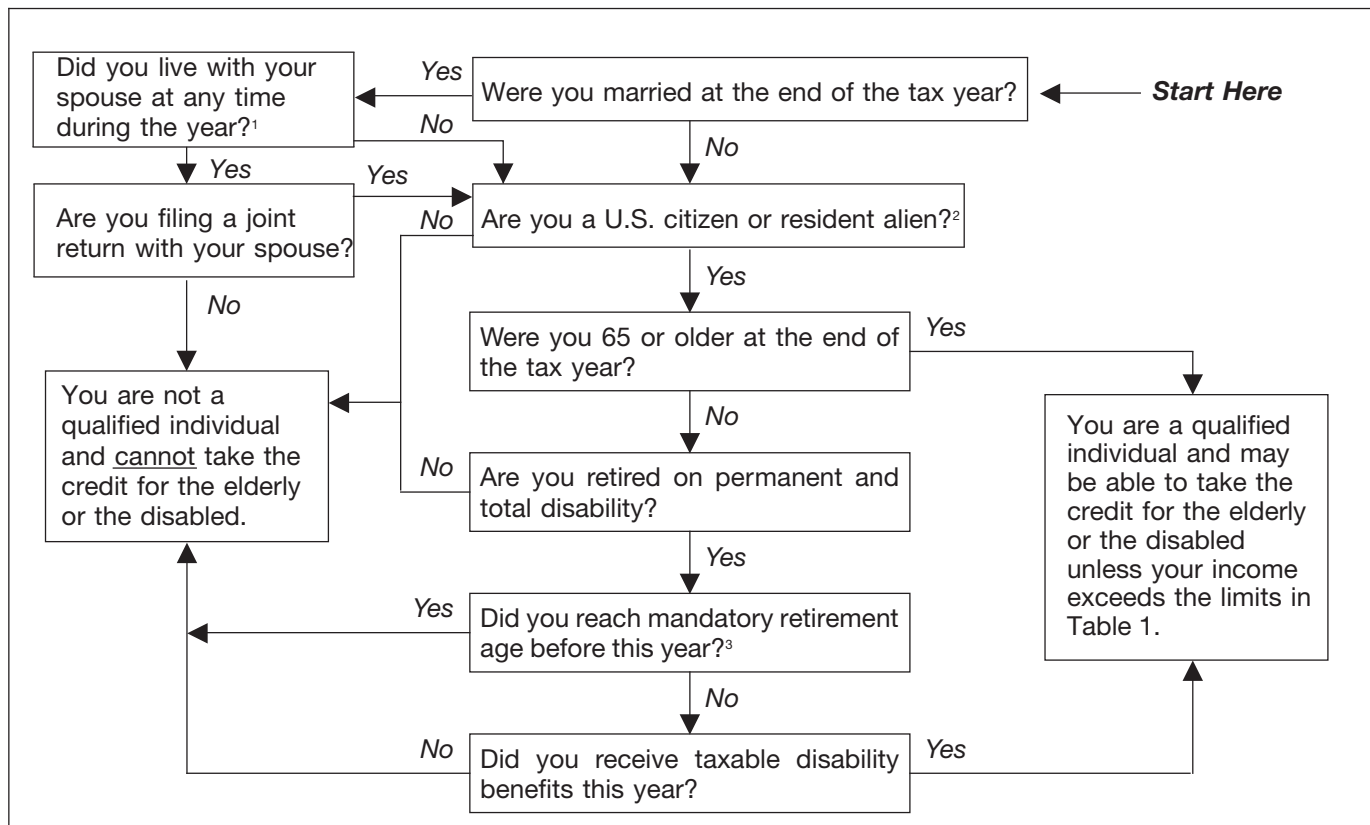 Start Here
Were you married at the end of the tax year?
Yes
No
Did you live with your
spouse at any time
during the year?¹
No
Yes
Are you filing a joint
return with your spouse?
Yes
No
Are you a U.S. citizen or resident alien?²
No
Yes
Were you 65 or older at the end of
the tax year?
Yes
No
You are not a
qualified individual
and cannot take the
credit for the elderly
or the disabled.
Are you retired on permanent and
total disability?
No
Yes
You are a qualified
individual and may
be able to take the
credit for the elderly
or the disabled
unless your income
exceeds the limits in
Table 1.
Did you reach mandatory retirement
age before this year?³
Yes
No
Did you receive taxable disability
benefits this year?
No
Yes